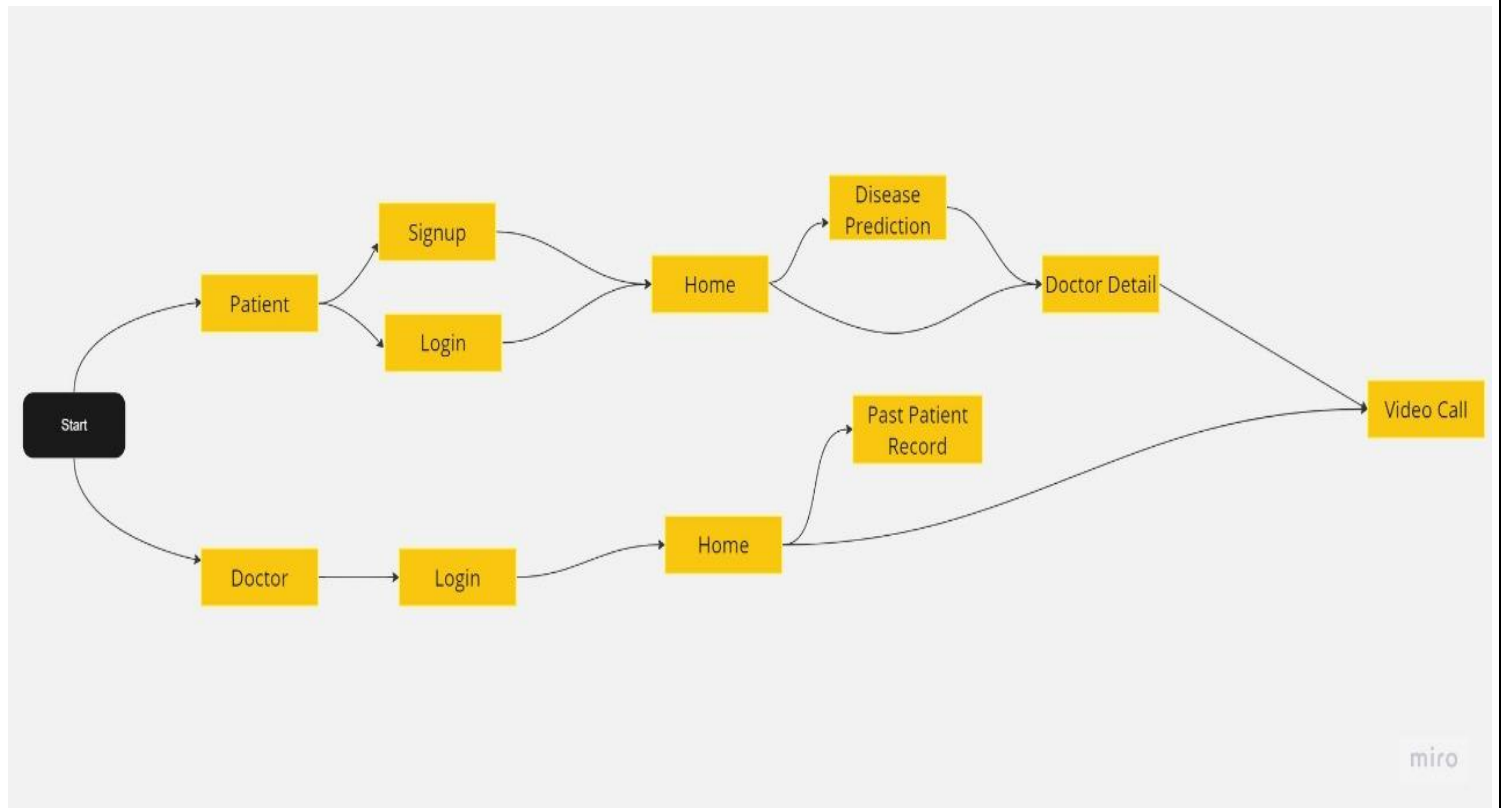 Disease
Prediction
Signup
Home
Doctor Detail
Patient
Login
Video Call
Past Patient
Record
Start
Home
Doctor
Login
miro